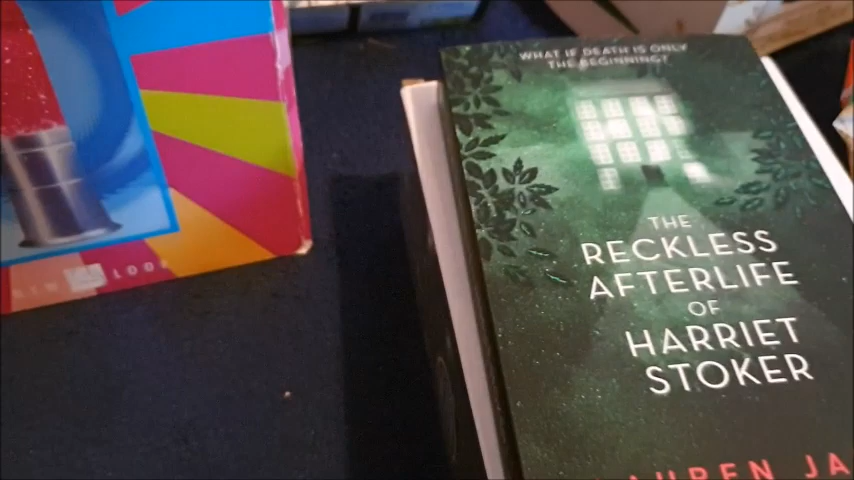 WHAT IF DEATH IS ONLY
THE BEGINNING?
THE
RECKLESS
AFTERLIFE
OF
HARRIET
STOKER